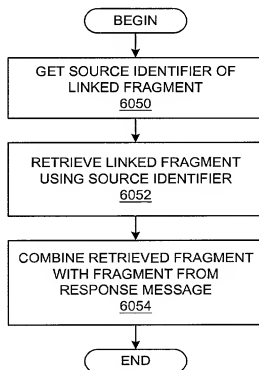 BEGIN
GET SOURCE IDENTIFIER OF
LINKED FRAGMENT
6050
RETRIEVE LINKED FRAGMENT
USING SOURCE IDENTIFIER
6052
COMBINE RETRIEVED FRAGMENT
WITH FRAGMENT FROM
RESPONSE MESSAGE
6054
END